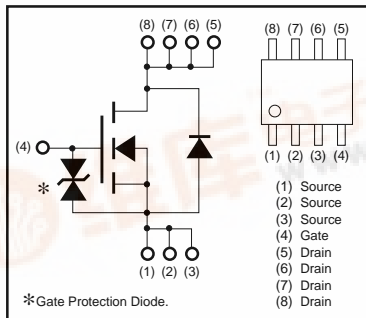 (8) (7) (6) (5)
(8) (7) (6) (5)
(4)
*
(1) (2) (3) (4)
(1) (2) (3)
(1) Source
(2) Source
(3) Source
(4) Gate
(5) Drain
(6) Drain
(7) Drain
(8) Drain
*Gate Protection Diode.